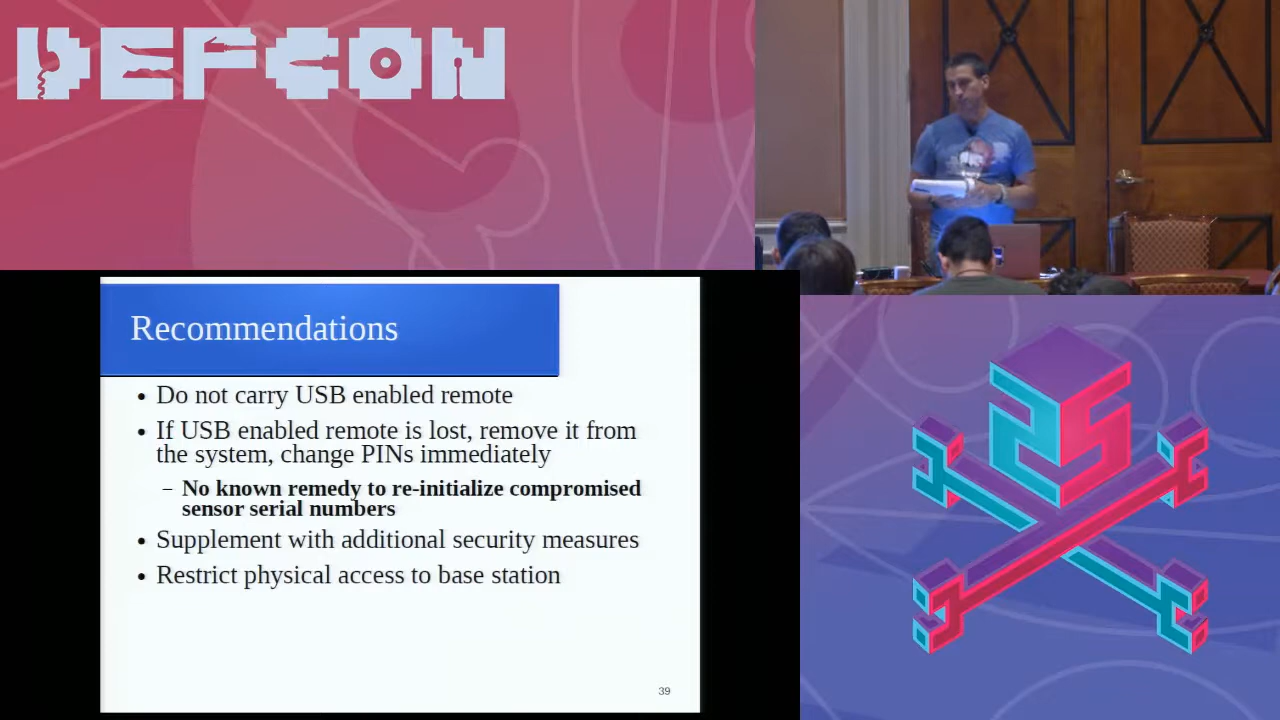 DEFCON
Recommendations
• Do not carry USB enabled remote
• If USB enabled remote is lost, remove it from
the system, change PINs immediately
– No known remedy to re-initialize compromised
sensor serial numbers
• Supplement with additional security measures
• Restrict physical access to base station
39
25